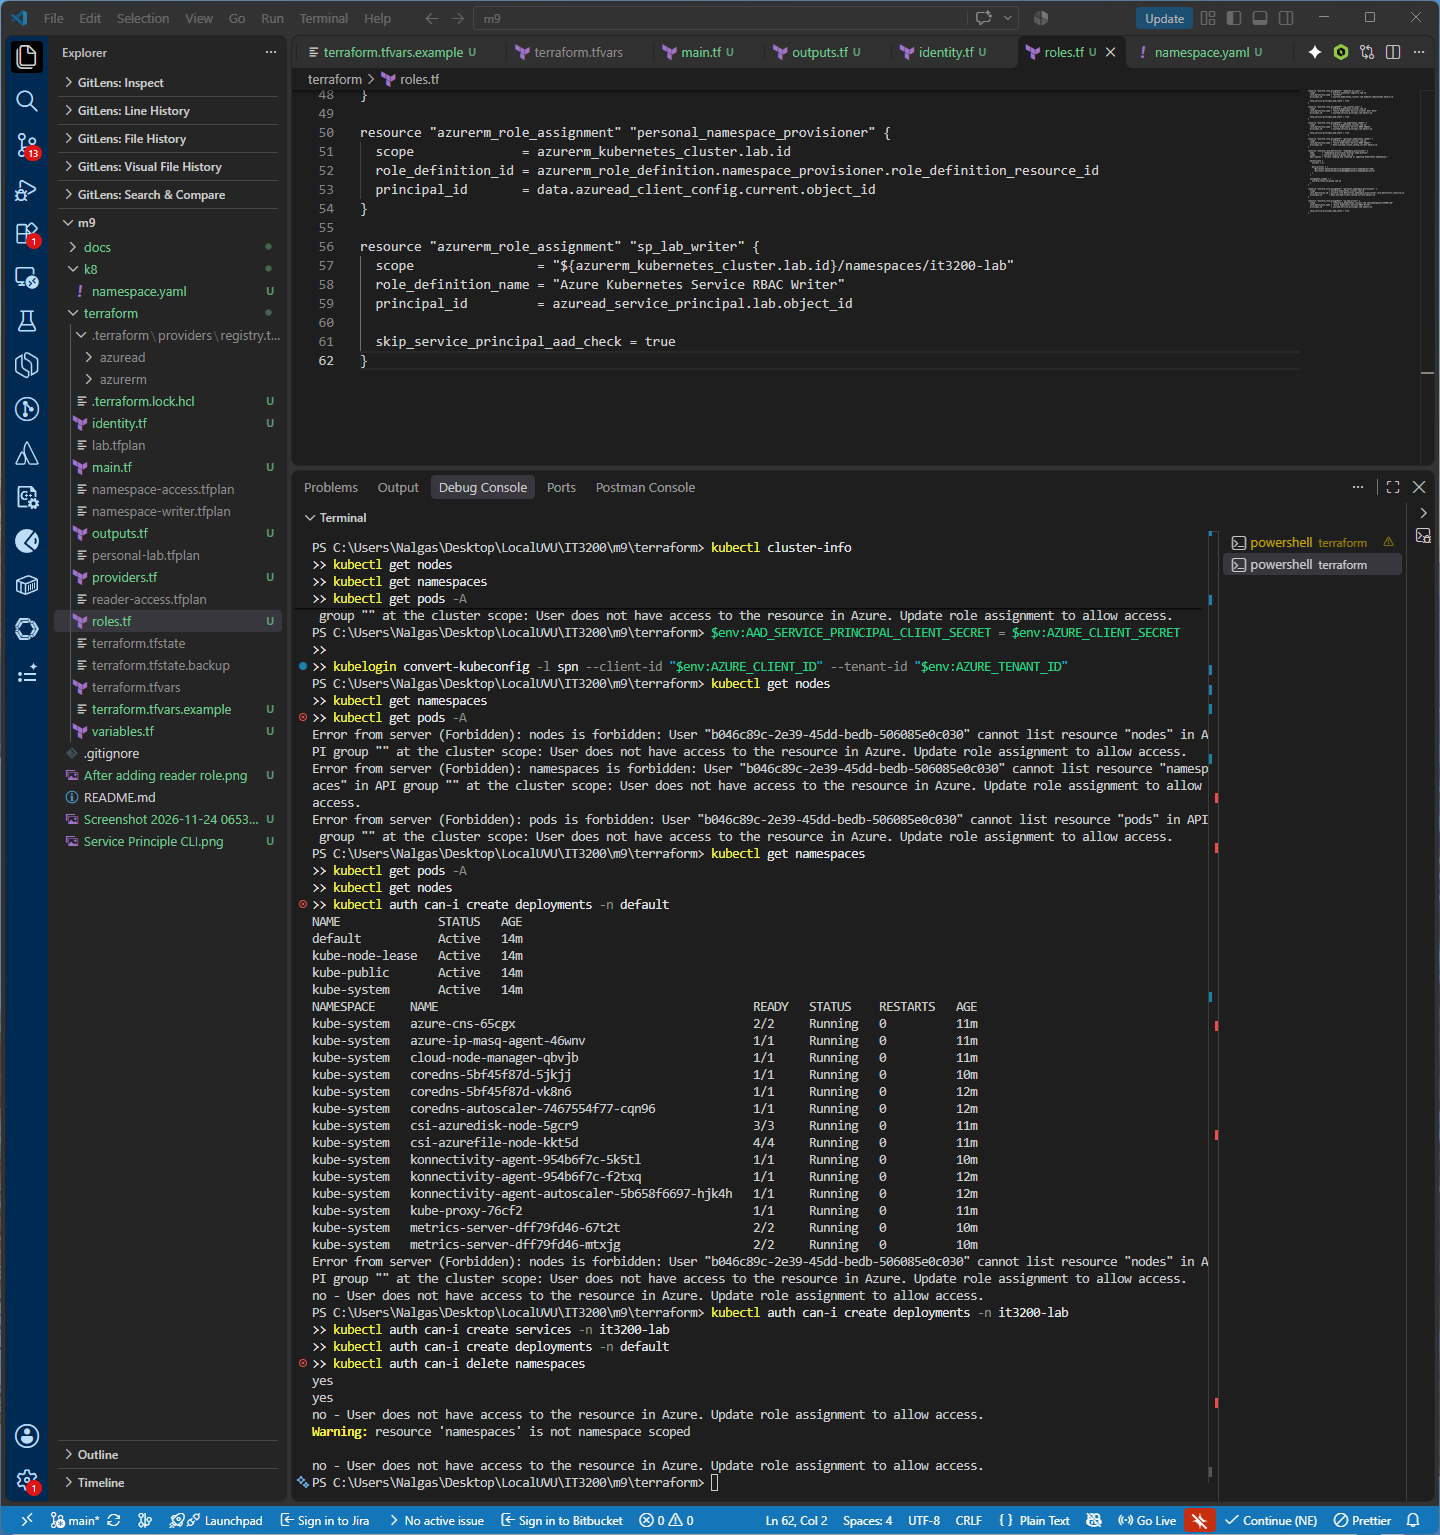 File Edit Selection View Go Run Terminal Help
m9
Update
Explorer
GitLens: Inspect
GitLens: Line History
GitLens: File History
GitLens: Visual File History
GitLens: Search & Compare
m9
docs
k8
namespace.yaml U
terraform
.terraform\providers\registry.t...
azuread
azurerm
.terraform.lock.hcl U
identity.tf U
lab.tfplan
main.tf U
namespace-access.tfplan
namespace-writer.tfplan
outputs.tf U
personal-lab.tfplan
providers.tf U
reader-access.tfplan
roles.tf U
terraform.tfstate
terraform.tfstate.backup
terraform.tfvars
terraform.tfvars.example U
variables.tf U
.gitignore
After adding reader role.png U
README.md
Screenshot 2026-11-24 0653... U
Service Principle CLI.png U
Outline
Timeline
13
1
1
terraform.tfvars.example U terraform.tfvars main.tf U outputs.tf U identity.tf U roles.tf U namespace.yaml U
terraform > roles.tf
48 }
49
50 resource "azurerm_role_assignment" "personal_namespace_provisioner" {
51 scope = azurerm_kubernetes_cluster.lab.id
52 role_definition_id = azurerm_role_definition.namespace_provisioner.role_definition_resource_id
53 principal_id = data.azuread_client_config.current.object_id
54 }
55
56 resource "azurerm_role_assignment" "sp_lab_writer" {
57 scope = "${azurerm_kubernetes_cluster.lab.id}/namespaces/it3200-lab"
58 role_definition_name = "Azure Kubernetes Service RBAC Writer"
59 principal_id = azuread_service_principal.lab.object_id
60
61 skip_service_principal_aad_check = true
62 }
Problems Output Debug Console Ports Postman Console
Terminal
PS C:\Users\Nalgas\Desktop\LocalUVU\IT3200\m9\terraform> kubectl cluster-info
>> kubectl get nodes
>> kubectl get namespaces
>> kubectl get pods -A
group "" at the cluster scope: User does not have access to the resource in Azure. Update role assignment to allow access.
PS C:\Users\Nalgas\Desktop\LocalUVU\IT3200\m9\terraform> $env:AAD_SERVICE_PRINCIPAL_CLIENT_SECRET = $env:AZURE_CLIENT_SECRET
>>
>> kubelogin convert-kubeconfig -l spn --client-id "$env:AZURE_CLIENT_ID" --tenant-id "$env:AZURE_TENANT_ID"
PS C:\Users\Nalgas\Desktop\LocalUVU\IT3200\m9\terraform> kubectl get nodes
>> kubectl get namespaces
>> kubectl get pods -A
Error from server (Forbidden): nodes is forbidden: User "b046c89c-2e39-45dd-bedb-506085e0c030" cannot list resource "nodes" in A
PI group "" at the cluster scope: User does not have access to the resource in Azure. Update role assignment to allow access.
Error from server (Forbidden): namespaces is forbidden: User "b046c89c-2e39-45dd-bedb-506085e0c030" cannot list resource "namesp
aces" in API group "" at the cluster scope: User does not have access to the resource in Azure. Update role assignment to allow
access.
Error from server (Forbidden): pods is forbidden: User "b046c89c-2e39-45dd-bedb-506085e0c030" cannot list resource "pods" in API
group "" at the cluster scope: User does not have access to the resource in Azure. Update role assignment to allow access.
PS C:\Users\Nalgas\Desktop\LocalUVU\IT3200\m9\terraform> kubectl get namespaces
>> kubectl get pods -A
>> kubectl get nodes
>> kubectl auth can-i create deployments -n default
NAME STATUS AGE
default Active 14m
kube-node-lease Active 14m
kube-public Active 14m
kube-system Active 14m
NAMESPACE NAME READY STATUS RESTARTS AGE
kube-system azure-cns-65cgx 2/2 Running 0 11m
kube-system azure-ip-masq-agent-46wnv 1/1 Running 0 11m
kube-system cloud-node-manager-qbvjb 1/1 Running 0 11m
kube-system coredns-5bf45f87d-5jkjj 1/1 Running 0 10m
kube-system coredns-5bf45f87d-vk8n6 1/1 Running 0 12m
kube-system coredns-autoscaler-7467554f77-cqn96 1/1 Running 0 12m
kube-system csi-azuredisk-node-5gcr9 3/3 Running 0 11m
kube-system csi-azurefile-node-kkt5d 4/4 Running 0 11m
kube-system konnectivity-agent-954b6f7c-5k5tl 1/1 Running 0 10m
kube-system konnectivity-agent-954b6f7c-f2txq 1/1 Running 0 12m
kube-system konnectivity-agent-autoscaler-5b658f6697-hjk4h 1/1 Running 0 12m
kube-system kube-proxy-76cf2 1/1 Running 0 11m
kube-system metrics-server-dff79fd46-67t2t 2/2 Running 0 10m
kube-system metrics-server-dff79fd46-mtxjg 2/2 Running 0 10m
Error from server (Forbidden): nodes is forbidden: User "b046c89c-2e39-45dd-bedb-506085e0c030" cannot list resource "nodes" in A
PI group "" at the cluster scope: User does not have access to the resource in Azure. Update role assignment to allow access.
no - User does not have access to the resource in Azure. Update role assignment to allow access.
PS C:\Users\Nalgas\Desktop\LocalUVU\IT3200\m9\terraform> kubectl auth can-i create deployments -n it3200-lab
>> kubectl auth can-i create services -n it3200-lab
>> kubectl auth can-i create deployments -n default
>> kubectl auth can-i delete namespaces
yes
yes
no - User does not have access to the resource in Azure. Update role assignment to allow access.
Warning: resource 'namespaces' is not namespace scoped
no - User does not have access to the resource in Azure. Update role assignment to allow access.
PS C:\Users\Nalgas\Desktop\LocalUVU\IT3200\m9\terraform>
powershell terraform
powershell terraform
main* Launchpad Sign in to Jira No active issue Sign in to Bitbucket 0 0 Ln 62, Col 2 Spaces: 4 UTF-8 CRLF {} Plain Text Go Live Continue (NE) Prettier